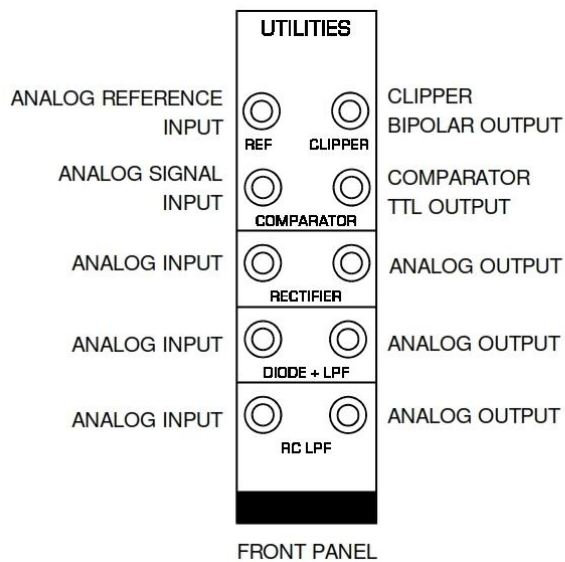 UTILITIES
ANALOG REFERENCE
INPUT
CLIPPER
BIPOLAR OUTPUT
REF
CLIPPER
ANALOG SIGNAL
INPUT
COMPARATOR
TTL OUTPUT
COMPARATOR
ANALOG INPUT
ANALOG OUTPUT
RECTIFIER
ANALOG INPUT
ANALOG OUTPUT
DIODE + LPF
ANALOG INPUT
ANALOG OUTPUT
RC LPF
FRONT PANEL